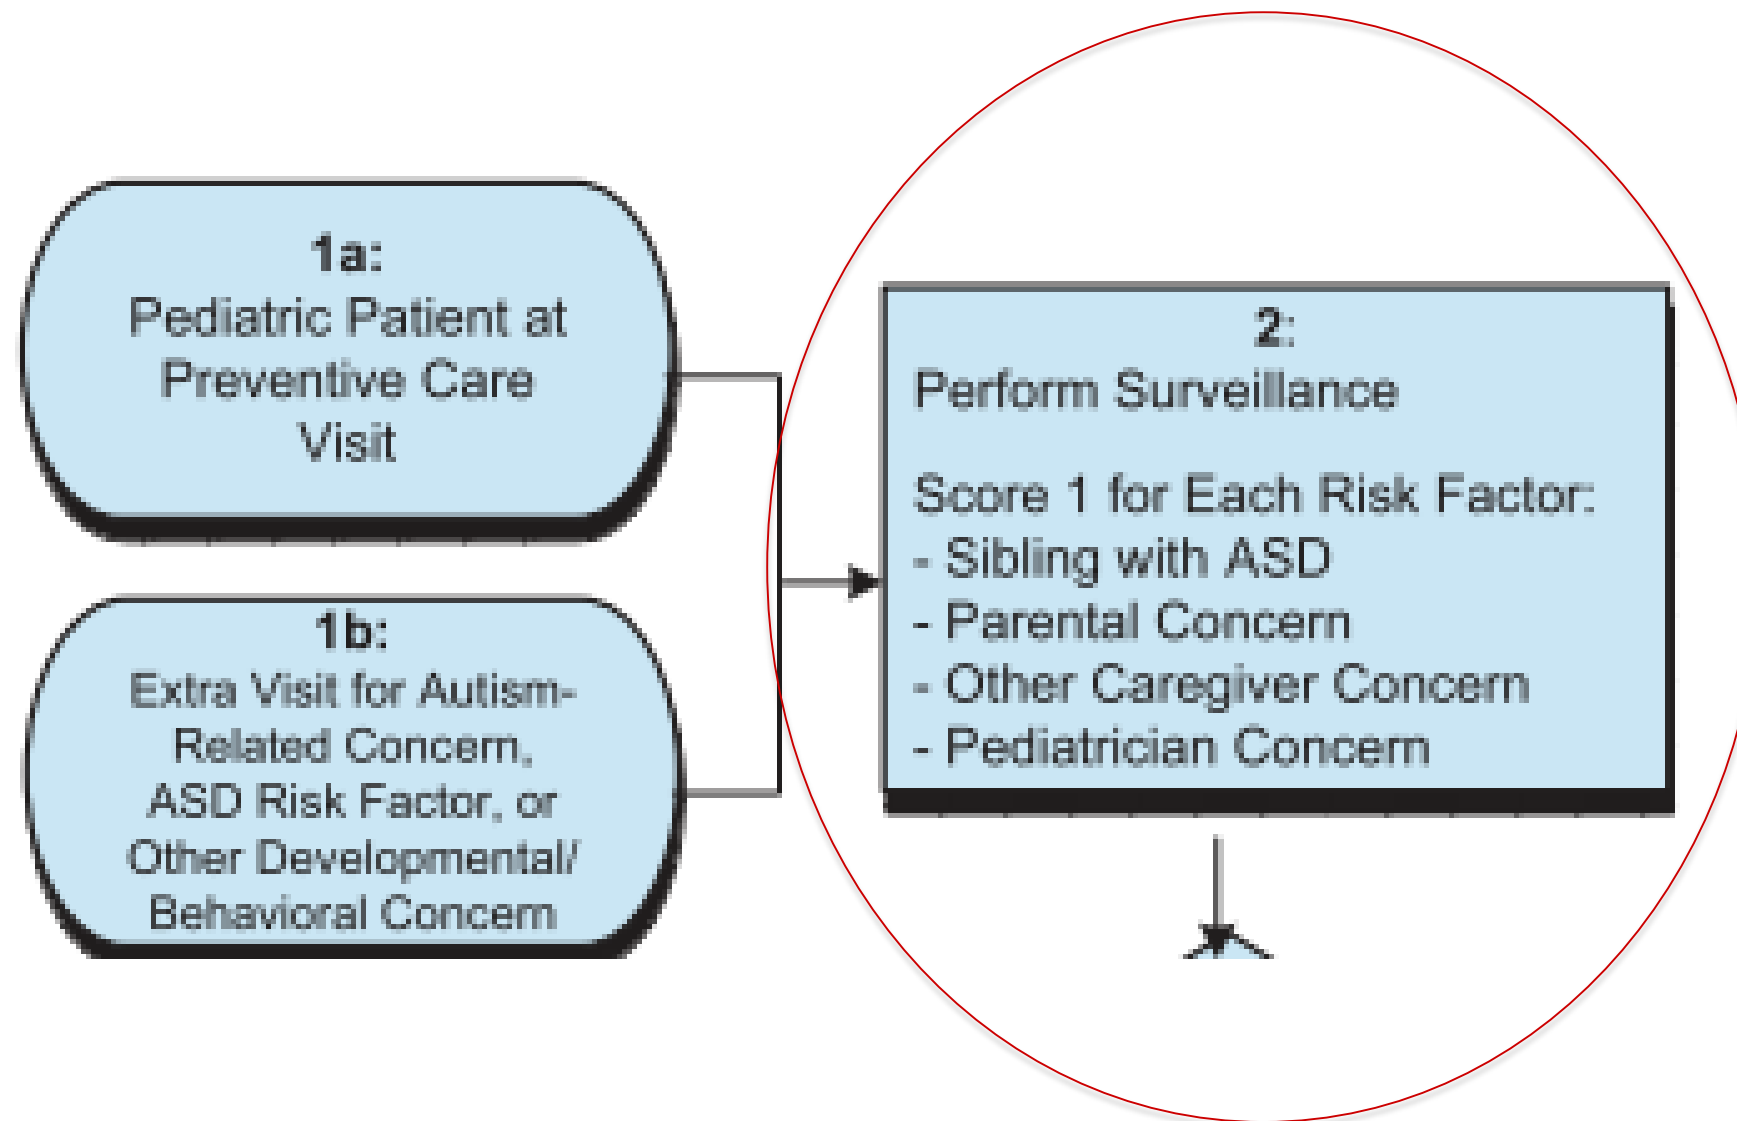 1a:
Pediatric Patient at
Preventive Care
Visit
1b:
Extra Visit for Autism-
Related Concern,
ASD Risk Factor, or
Other Developmental/
Behavioral Concern
2:
Perform Surveillance
Score 1 for Each Risk Factor:
- Sibling with ASD
- Parental Concern
- Other Caregiver Concern
- Pediatrician Concern